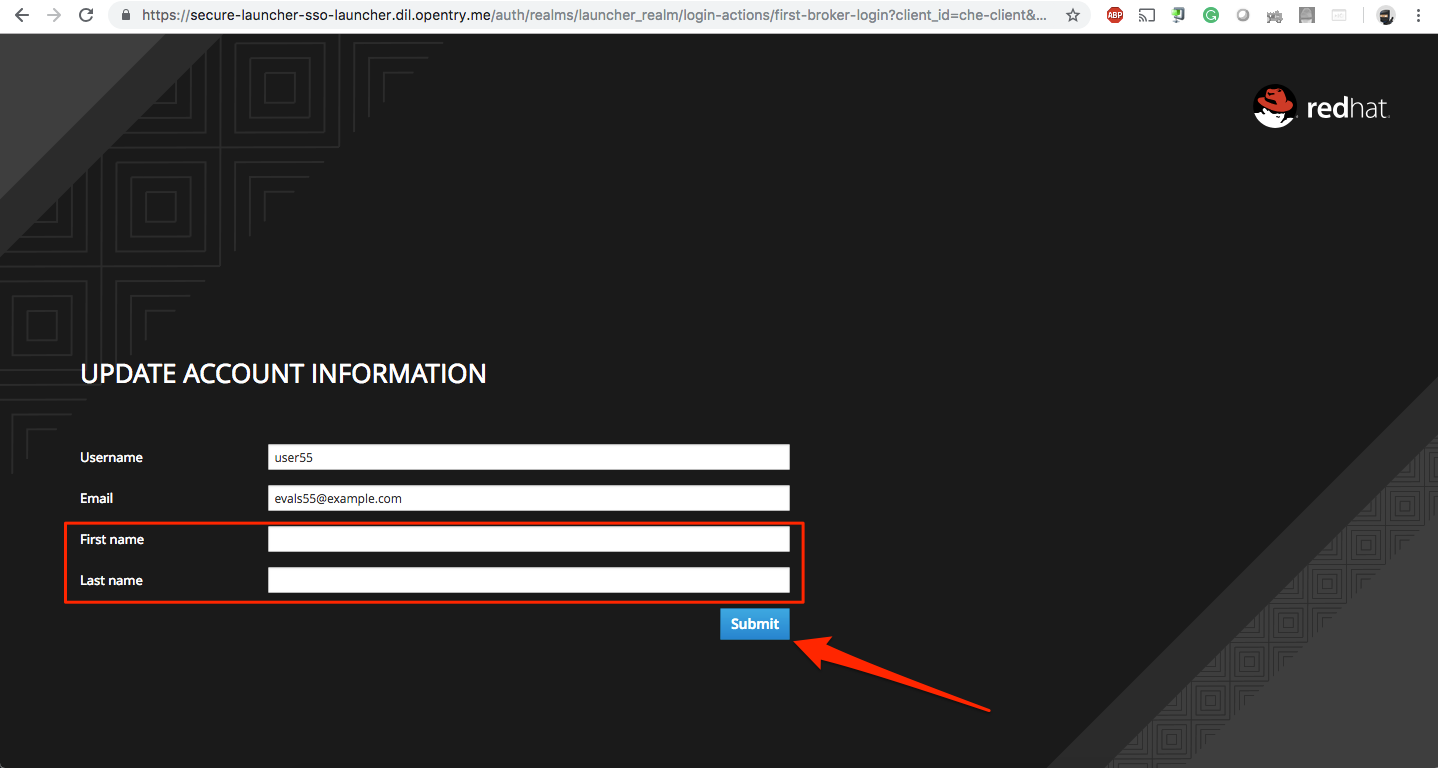 https://secure-launcher-sso-launcher.dil.opentry.me/auth/realms/launcher_realm/login-actions/first-broker-login?client_id=che-client&...
ABP
redhat.
UPDATE ACCOUNT INFORMATION
Username
user55
Email
evals55@example.com
First name
Last name
Submit